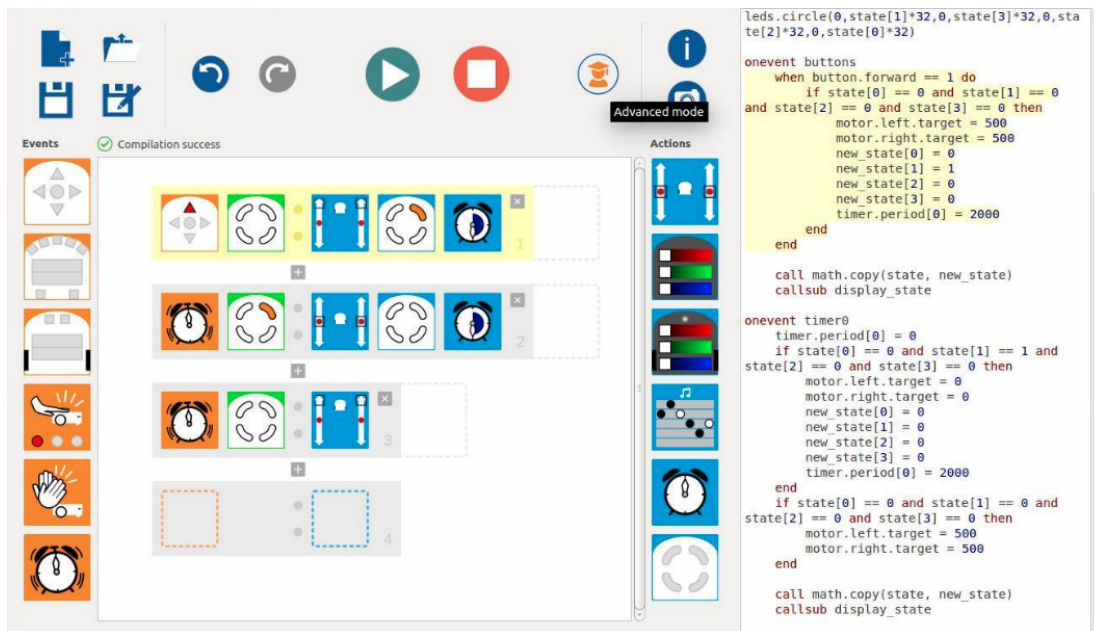 Advanced mode
Events
Compilation success
Actions
1
2
3
4
leds.circle(0,state[1]*32,0,state[3]*32,0,sta
te[2]*32,0,state[0]*32)
onevent buttons
when button.forward == 1 do
if state[0] == 0 and state[1] == 0
and state[2] == 0 and state[3] == 0 then
motor.left.target = 500
motor.right.target = 500
new_state[0] = 0
new_state[1] = 1
new_state[2] = 0
new_state[3] = 0
timer.period[0] = 2000
end
end
call math.copy(state, new_state)
callsub display_state
onevent timer0
timer.period[0] = 0
if state[0] == 0 and state[1] == 1 and
state[2] == 0 and state[3] == 0 then
motor.left.target = 0
motor.right.target = 0
new_state[0] = 0
new_state[1] = 0
new_state[2] = 0
new_state[3] = 0
timer.period[0] = 2000
end
if state[0] == 0 and state[1] == 0 and
state[2] == 0 and state[3] == 0 then
motor.left.target = 500
motor.right.target = 500
end
call math.copy(state, new_state)
callsub display_state